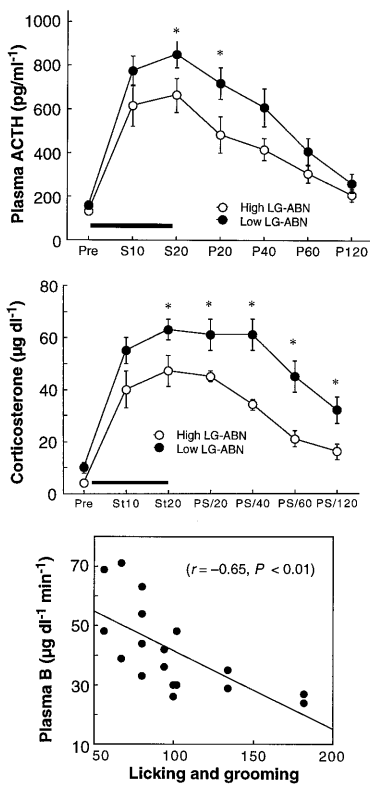 Plasma ACTH (pg/ml⁻¹)
1000
800
600
400
200
0
*
*
High LG-ABN
Low LG-ABN
Pre S10 S20 P20 P40 P60 P120
Corticosterone (µg dl⁻¹)
80
60
40
20
0
* * * * *
High LG-ABN
Low LG-ABN
Pre St10 St20 PS/20 PS/40 PS/60 PS/120
Plasma B (µg dl⁻¹ min⁻¹)
70
50
30
10
(r = −0.65, P < 0.01)
50 100 150 200
Licking and grooming